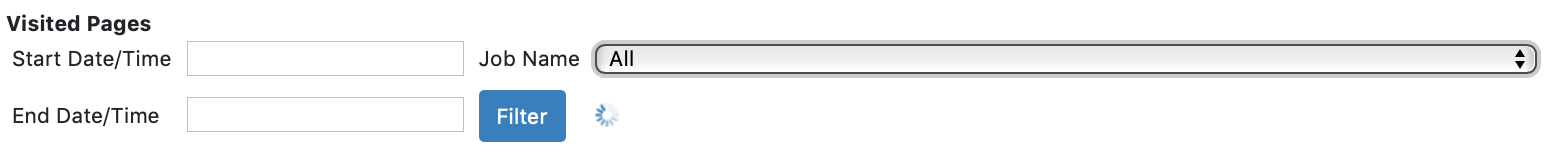 Visited Pages
Start Date/Time Job Name All
End Date/Time Filter